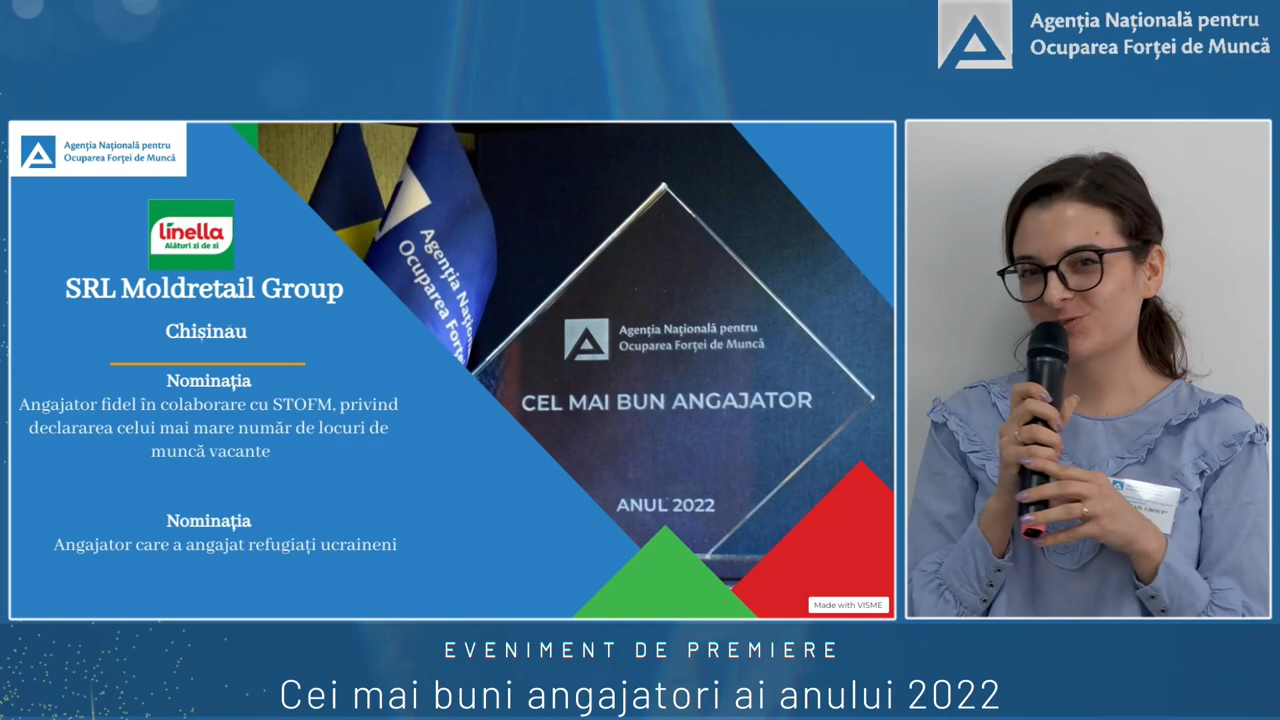 Agenția Națională pentru
Ocuparea Forței de Muncă
Agenția Națională pentru
Ocuparea Forței de Muncă
linella
Alături zi de zi
SRL Moldretail Group
Chișinau
Nominația
Angajator fidel în colaborare cu STOFM, privind
declararea celui mai mare număr de locuri de
muncă vacante
Nominația
Angajator care a angajat refugiați ucraineni
Agenția Națională pentru
Ocuparea Forței de Muncă
CEL MAI BUN ANGAJATOR
ANUL 2022
Made with VISME
GROUP"
EVENIMENT DE PREMIERE
Cei mai buni angajatori ai anului 2022